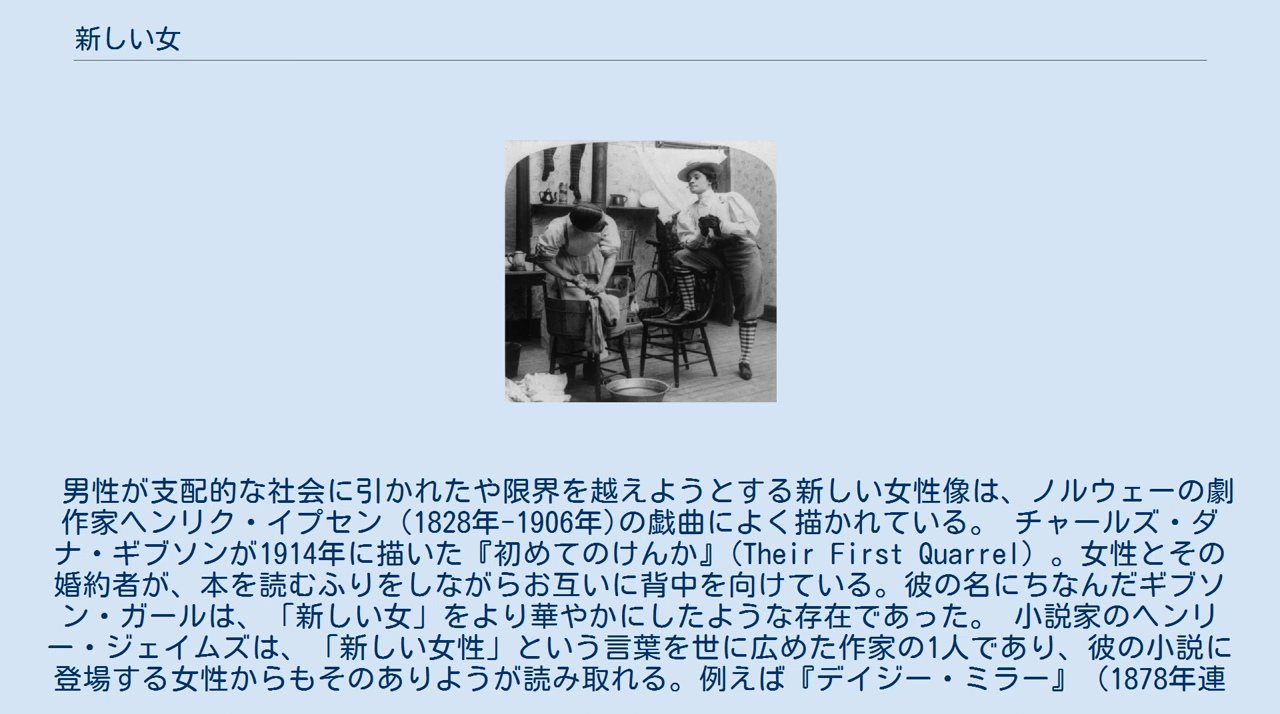 新しい女
男性が支配的な社会に引かれたや限界を越えようとする新しい女性像は、ノルウェーの劇
作家ヘンリク・イプセン (1828年-1906年)の戯曲によく描かれている。 チャールズ・ダ
ナ・ギブソンが1914年に描いた『初めてのけんか』(Their First Quarrel) 。女性とその
婚約者が、本を読むふりをしながらお互いに背中を向けている。彼の名にちなんだギブソ
ン・ガールは、「新しい女」をより華やかにしたような存在であった。 小説家のヘンリ
ー・ジェイムズは、「新しい女性」という言葉を世に広めた作家の1人であり、彼の小説に
登場する女性からもそのありようが読み取れる。例えば『デイジー・ミラー』 (1878年連